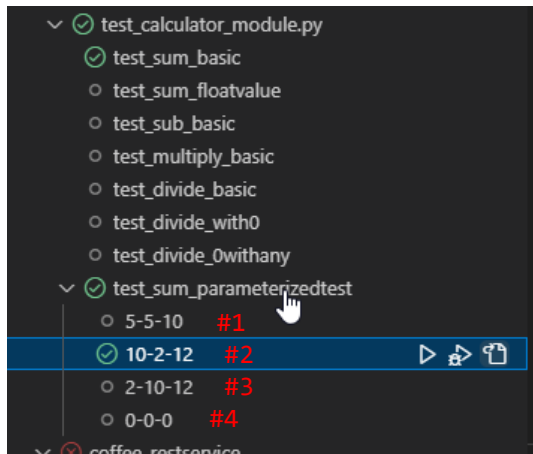 test_calculator_module.py
test_sum_basic
test_sum_floatvalue
test_sub_basic
test_multiply_basic
test_divide_basic
test_divide_with0
test_divide_0withany
test_sum_parameterizedtest
5-5-10 #1
10-2-12 #2
2-10-12 #3
0-0-0 #4
coffee_restservice